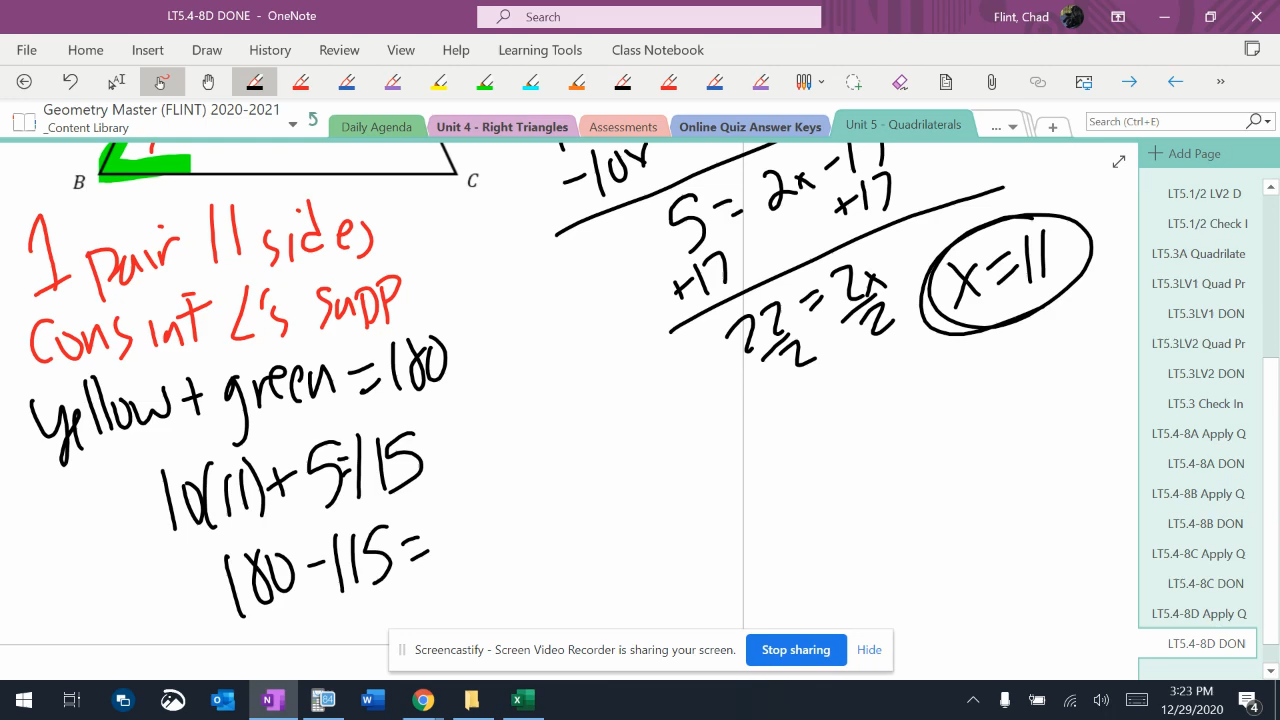 LT5.4-8D DONE - OneNote
Search
Flint, Chad
File Home Insert Draw History Review View Help Learning Tools Class Notebook
Geometry Master (FLINT) 2020-2021
_Content Library
Daily Agenda
Unit 4 - Right Triangles
Assessments
Online Quiz Answer Keys
Unit 5 - Quadrilaterals
...
Search (Ctrl+E)
Add Page
LT5.1/2 LV2 D
LT5.1/2 Check I
LT5.3A Quadrilate
LT5.3LV1 Quad Pr
LT5.3LV1 DON
LT5.3LV2 Quad Pr
LT5.3LV2 DON
LT5.3 Check In
LT5.4-8A Apply Q
LT5.4-8A DON
LT5.4-8B Apply Q
LT5.4-8B DON
LT5.4-8C Apply Q
LT5.4-8C DON
LT5.4-8D Apply Q
LT5.4-8D DON
B
C
1 pair || sides
cons int ∠'s supp
yellow + green = 180
10(11) + 5 = 115
180 - 115 =
-10x
5 = 2x - 17
+17 +17
22 = 2x
2 2
x = 11
Screencastify - Screen Video Recorder is sharing your screen.
Stop sharing
Hide
84
3:23 PM
12/29/2020
4